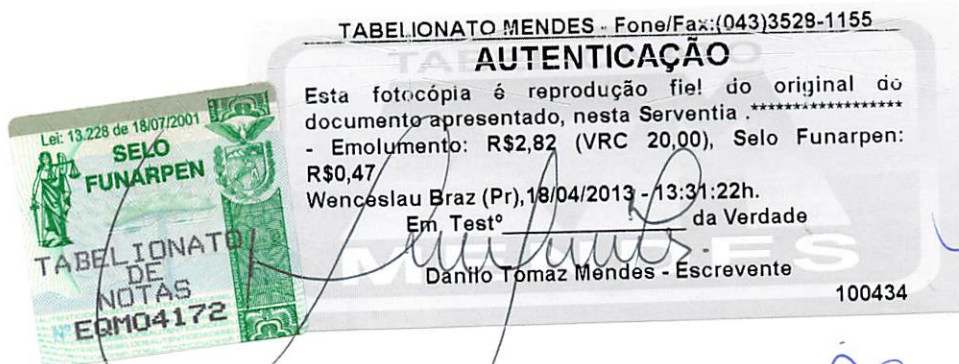 TABELIONATO MENDES - Fone/Fax:(043)3528-1155
AUTENTICAÇÃO
Esta fotocópia é reprodução fiel do original do
documento apresentado, nesta Serventia .******************
- Emolumento: R$2,82 (VRC 20,00), Selo Funarpen:
R$0,47
Wenceslau Braz (Pr),18/04/2013 - 13:31:22h.
Em Testº____________________da Verdade
Danilo Tomaz Mendes - Escrevente
100434
MENDES
Lei: 13.228 de 18/07/2001
SELO
FUNARPEN
TABELIONATO
DE
NOTAS
Nº EQM04172